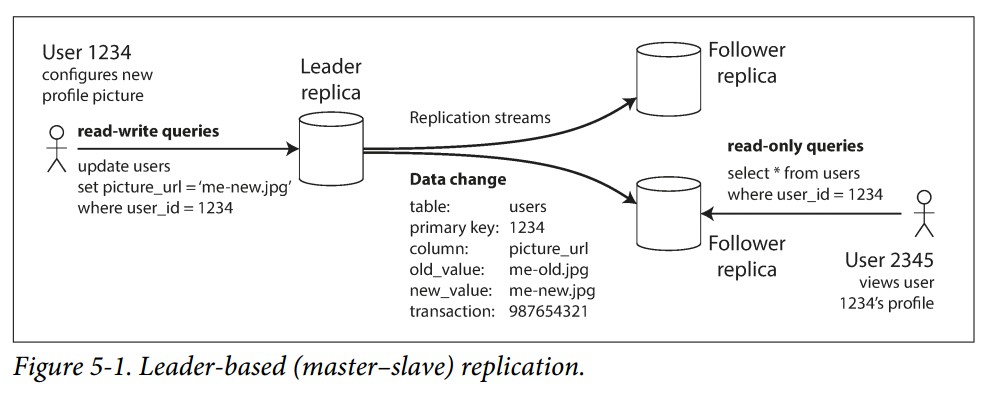 User 1234
configures new
profile picture
read-write queries
update users
set picture_url = ‘me-new.jpg’
where user_id = 1234
Leader
replica
Replication streams
Data change
table: users
primary key: 1234
column: picture_url
old_value: me-old.jpg
new_value: me-new.jpg
transaction: 987654321
Follower
replica
read-only queries
select * from users
where user_id = 1234
Follower
replica
User 2345
views user
1234’s profile
Figure 5-1. Leader-based (master–slave) replication.